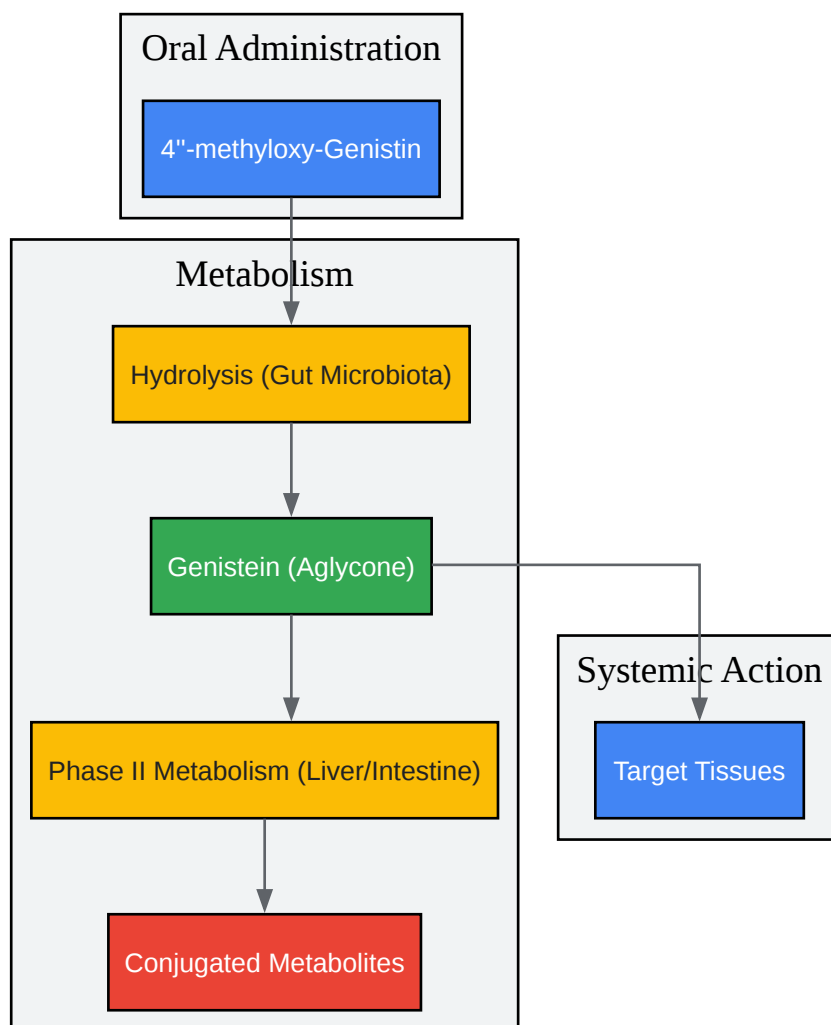 Oral Administration
4"-methyloxy-Genistin
Metabolism
Hydrolysis (Gut Microbiota)
Genistein (Aglycone)
Systemic Action
Phase II Metabolism (Liver/Intestine)
Target Tissues
Conjugated Metabolites